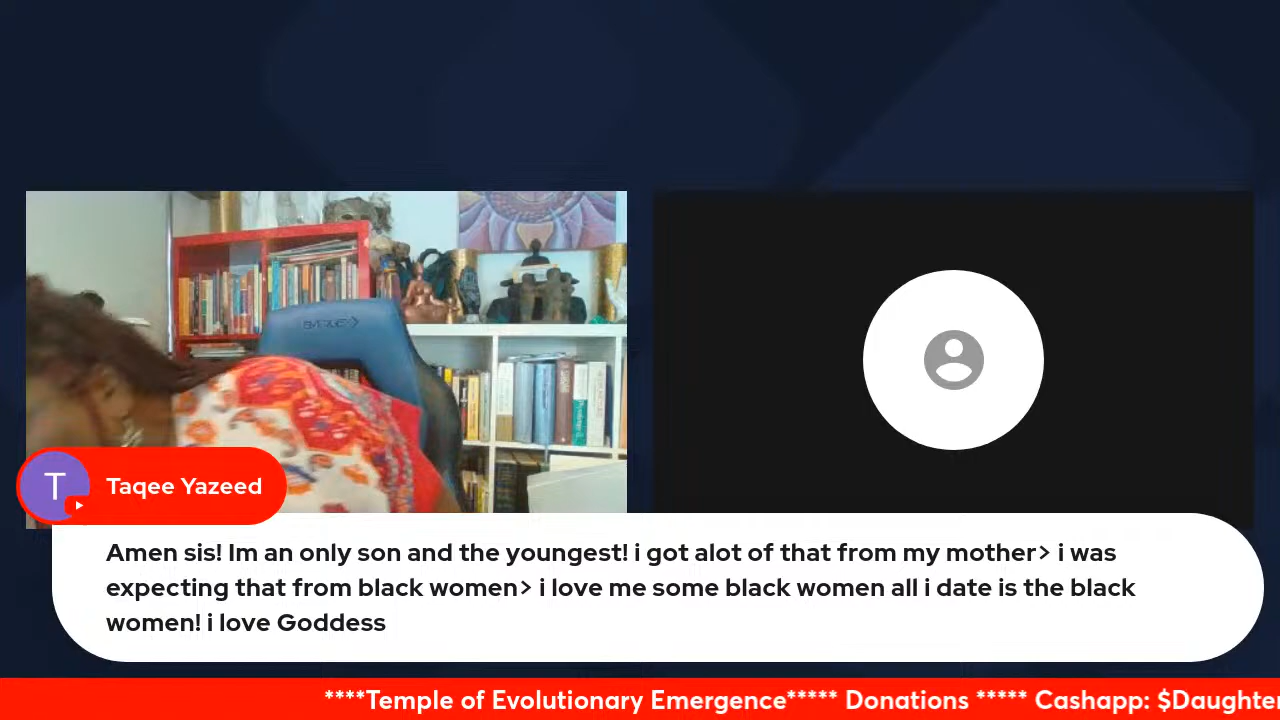 Taqee Yazeed
Amen sis! Im an only son and the youngest! i got alot of that from my mother> i was
expecting that from black women> i love me some black women all i date is the black
women! i love Goddess
****Temple of Evolutionary Emergence***** Donations ***** Cashapp: $Daughter